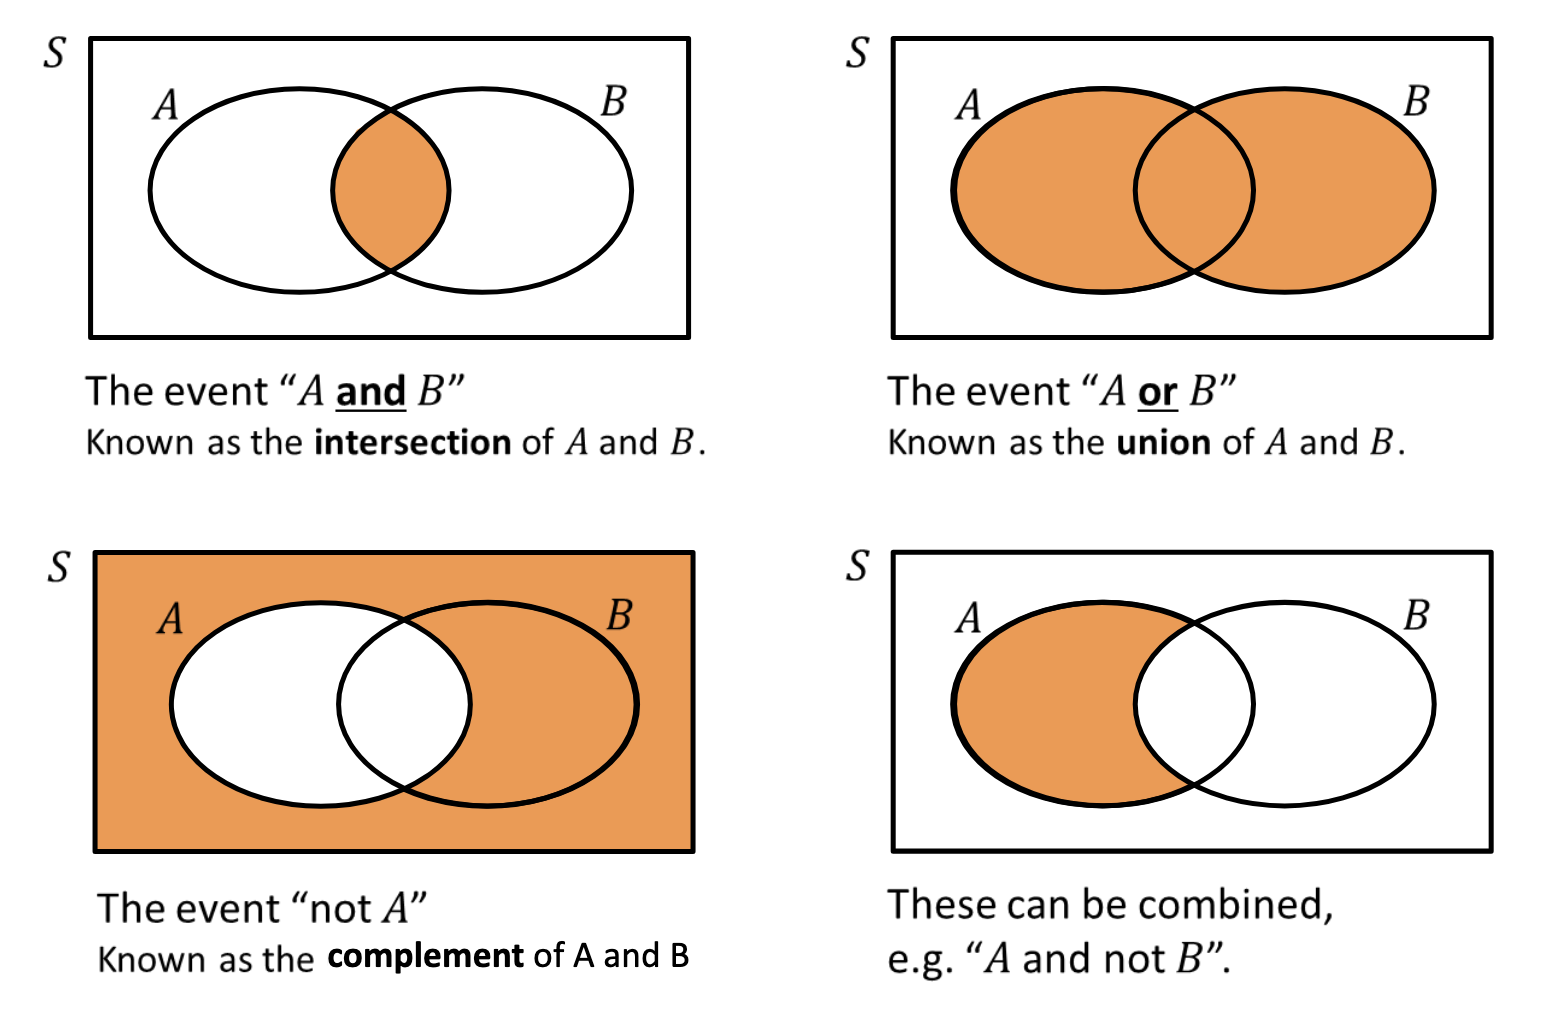 S
A
B
The event “A and B”
Known as the intersection of A and B.
S
A
B
The event “A or B”
Known as the union of A and B.
S
A
B
The event “not A”
Known as the complement of A and B
S
A
B
These can be combined,
e.g. “A and not B”.